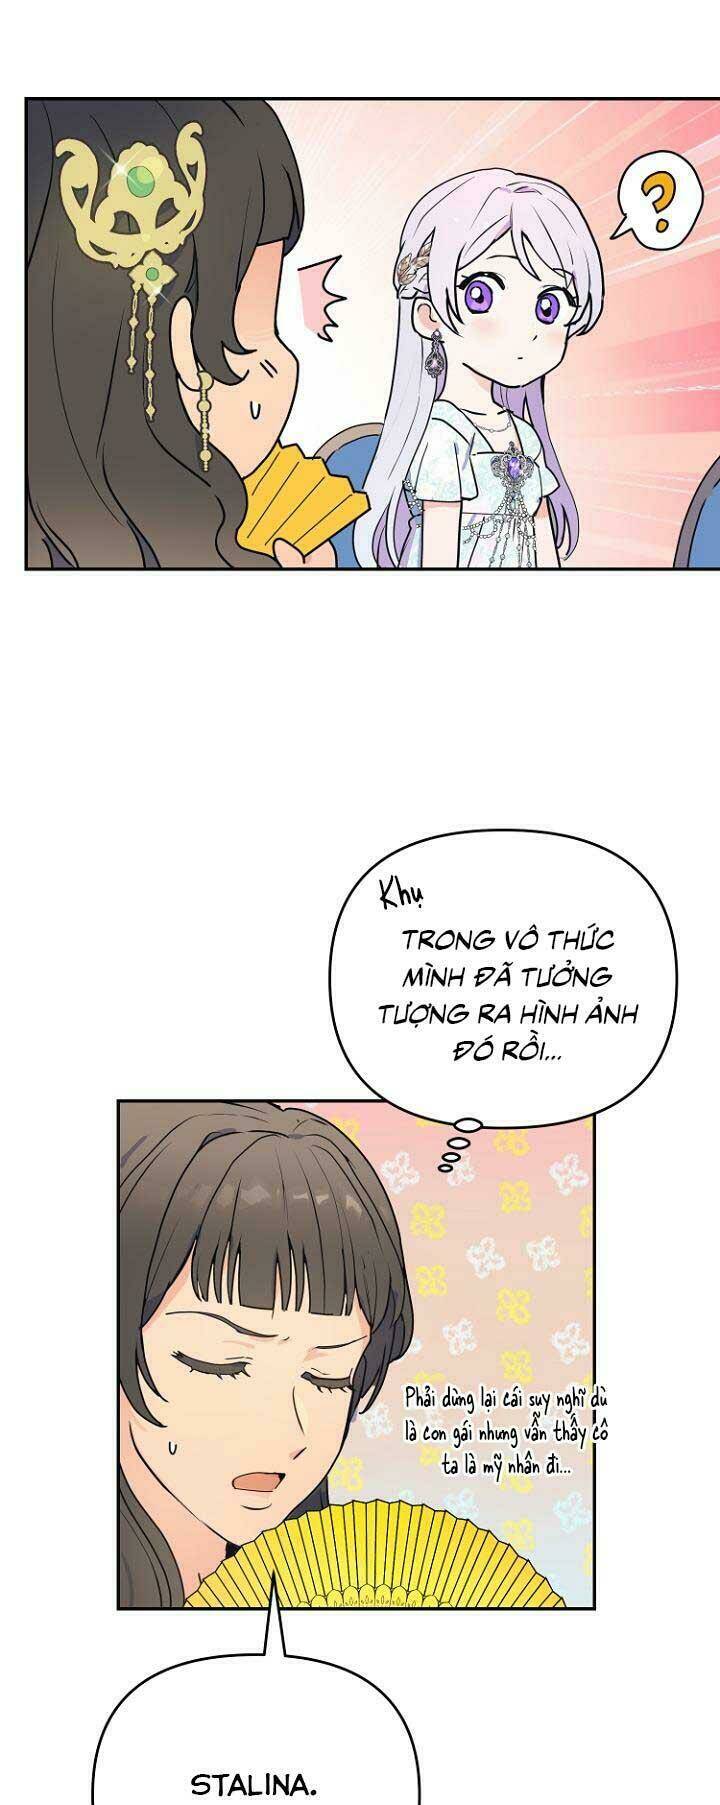 ?
Khụ
TRONG VÔ THỨC
MÌNH ĐÃ TƯỞNG
TƯỢNG RA HÌNH ẢNH
ĐÓ RỒI...
Phải dừng lại cái suy nghĩ dù
là con gái nhưng vẫn thấy cô
ta là mỹ nhân đi...
STALINA.